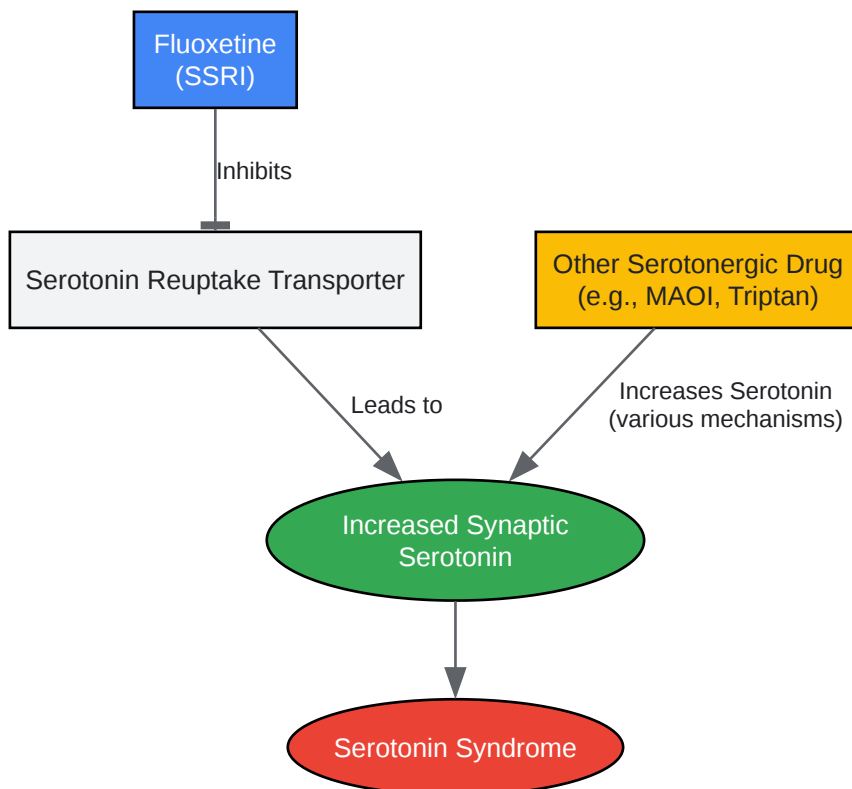 Fluoxetine
(SSRI)
Inhibits
Serotonin Reuptake Transporter
Other Serotonergic Drug
(e.g., MAOI, Triptan)
Leads to
Increases Serotonin
(various mechanisms)
Increased Synaptic
Serotonin
Serotonin Syndrome